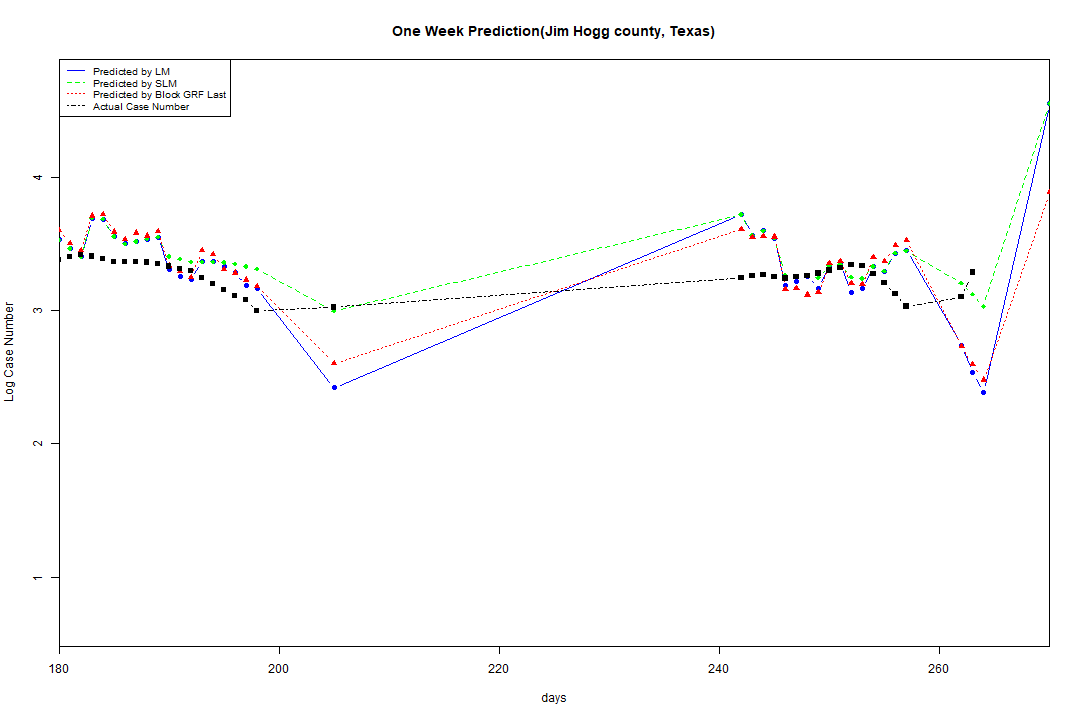 One Week Prediction(Jim Hogg county, Texas)
Predicted by LM
Predicted by SLM
Predicted by Block GRF Last
Actual Case Number
4
3
2
1
Log Case Number
180 200 220 240 260
days